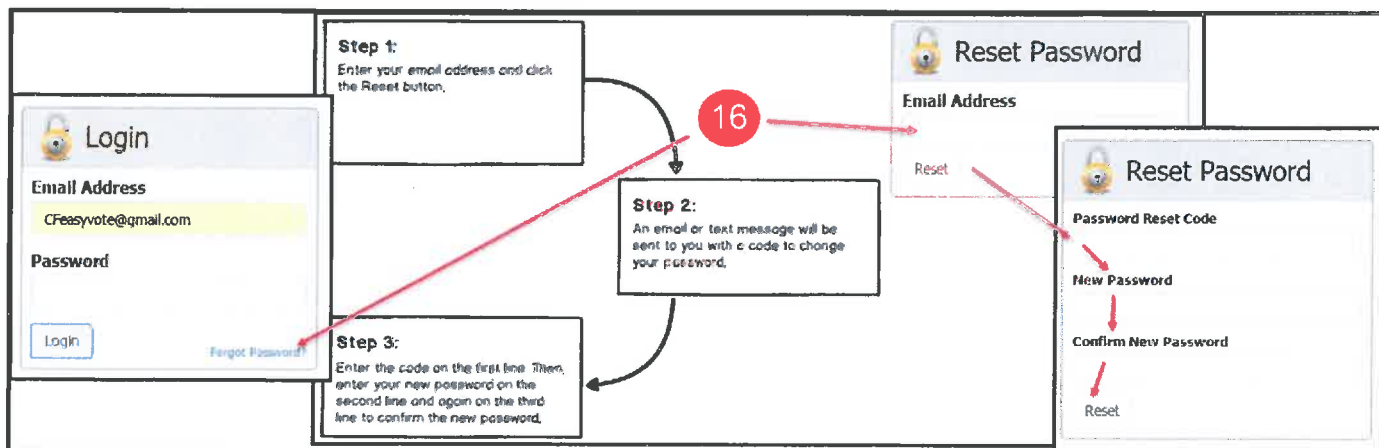 Step 1:
Enter your email address and click
the Reset button.
Reset Password
Email Address
Reset
16
Login
Email Address
CFeasyvote@gmail.com
Password
Login
Forgot Password?
Step 2:
An email or text message will be
sent to you with a code to change
your password.
Reset Password
Password Reset Code
New Password
Confirm New Password
Reset
Step 3:
Enter the code on the first line. Then,
enter your new password on the
second line and again on the third
line to confirm the new password.